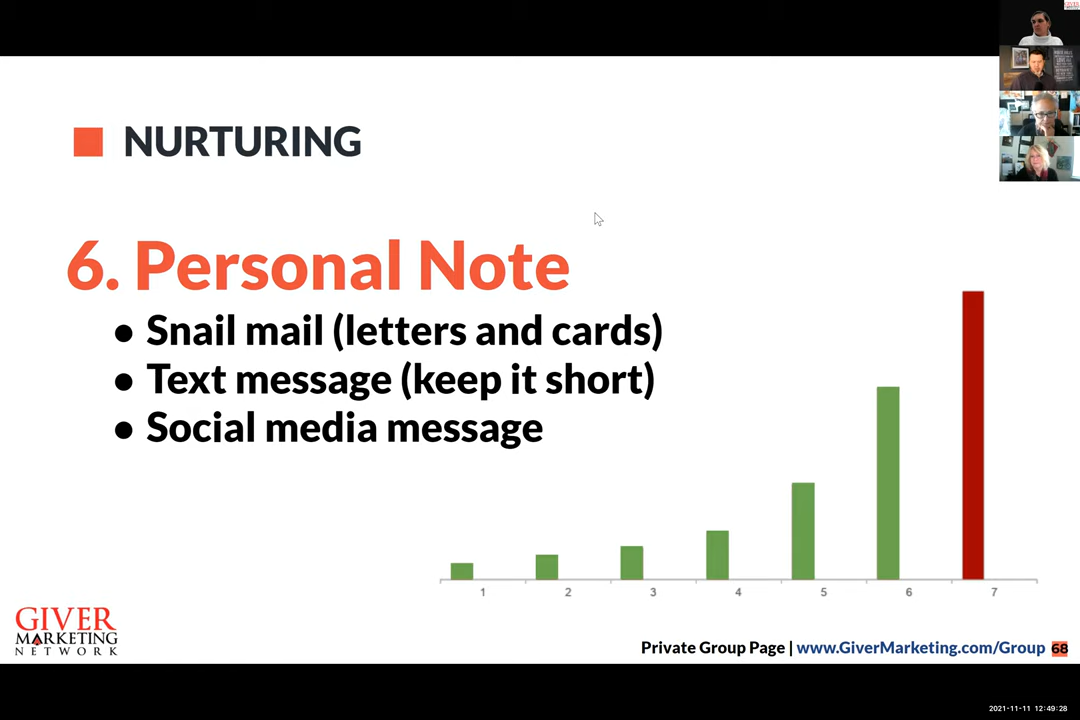 GIVER
NURTURING
6. Personal Note
● Snail mail (letters and cards)
● Text message (keep it short)
● Social media message
1 2 3 4 5 6 7
GIVER
MARKETING
NETWORK
Private Group Page | www.GiverMarketing.com/Group 68
2021-11-11 12:49:28